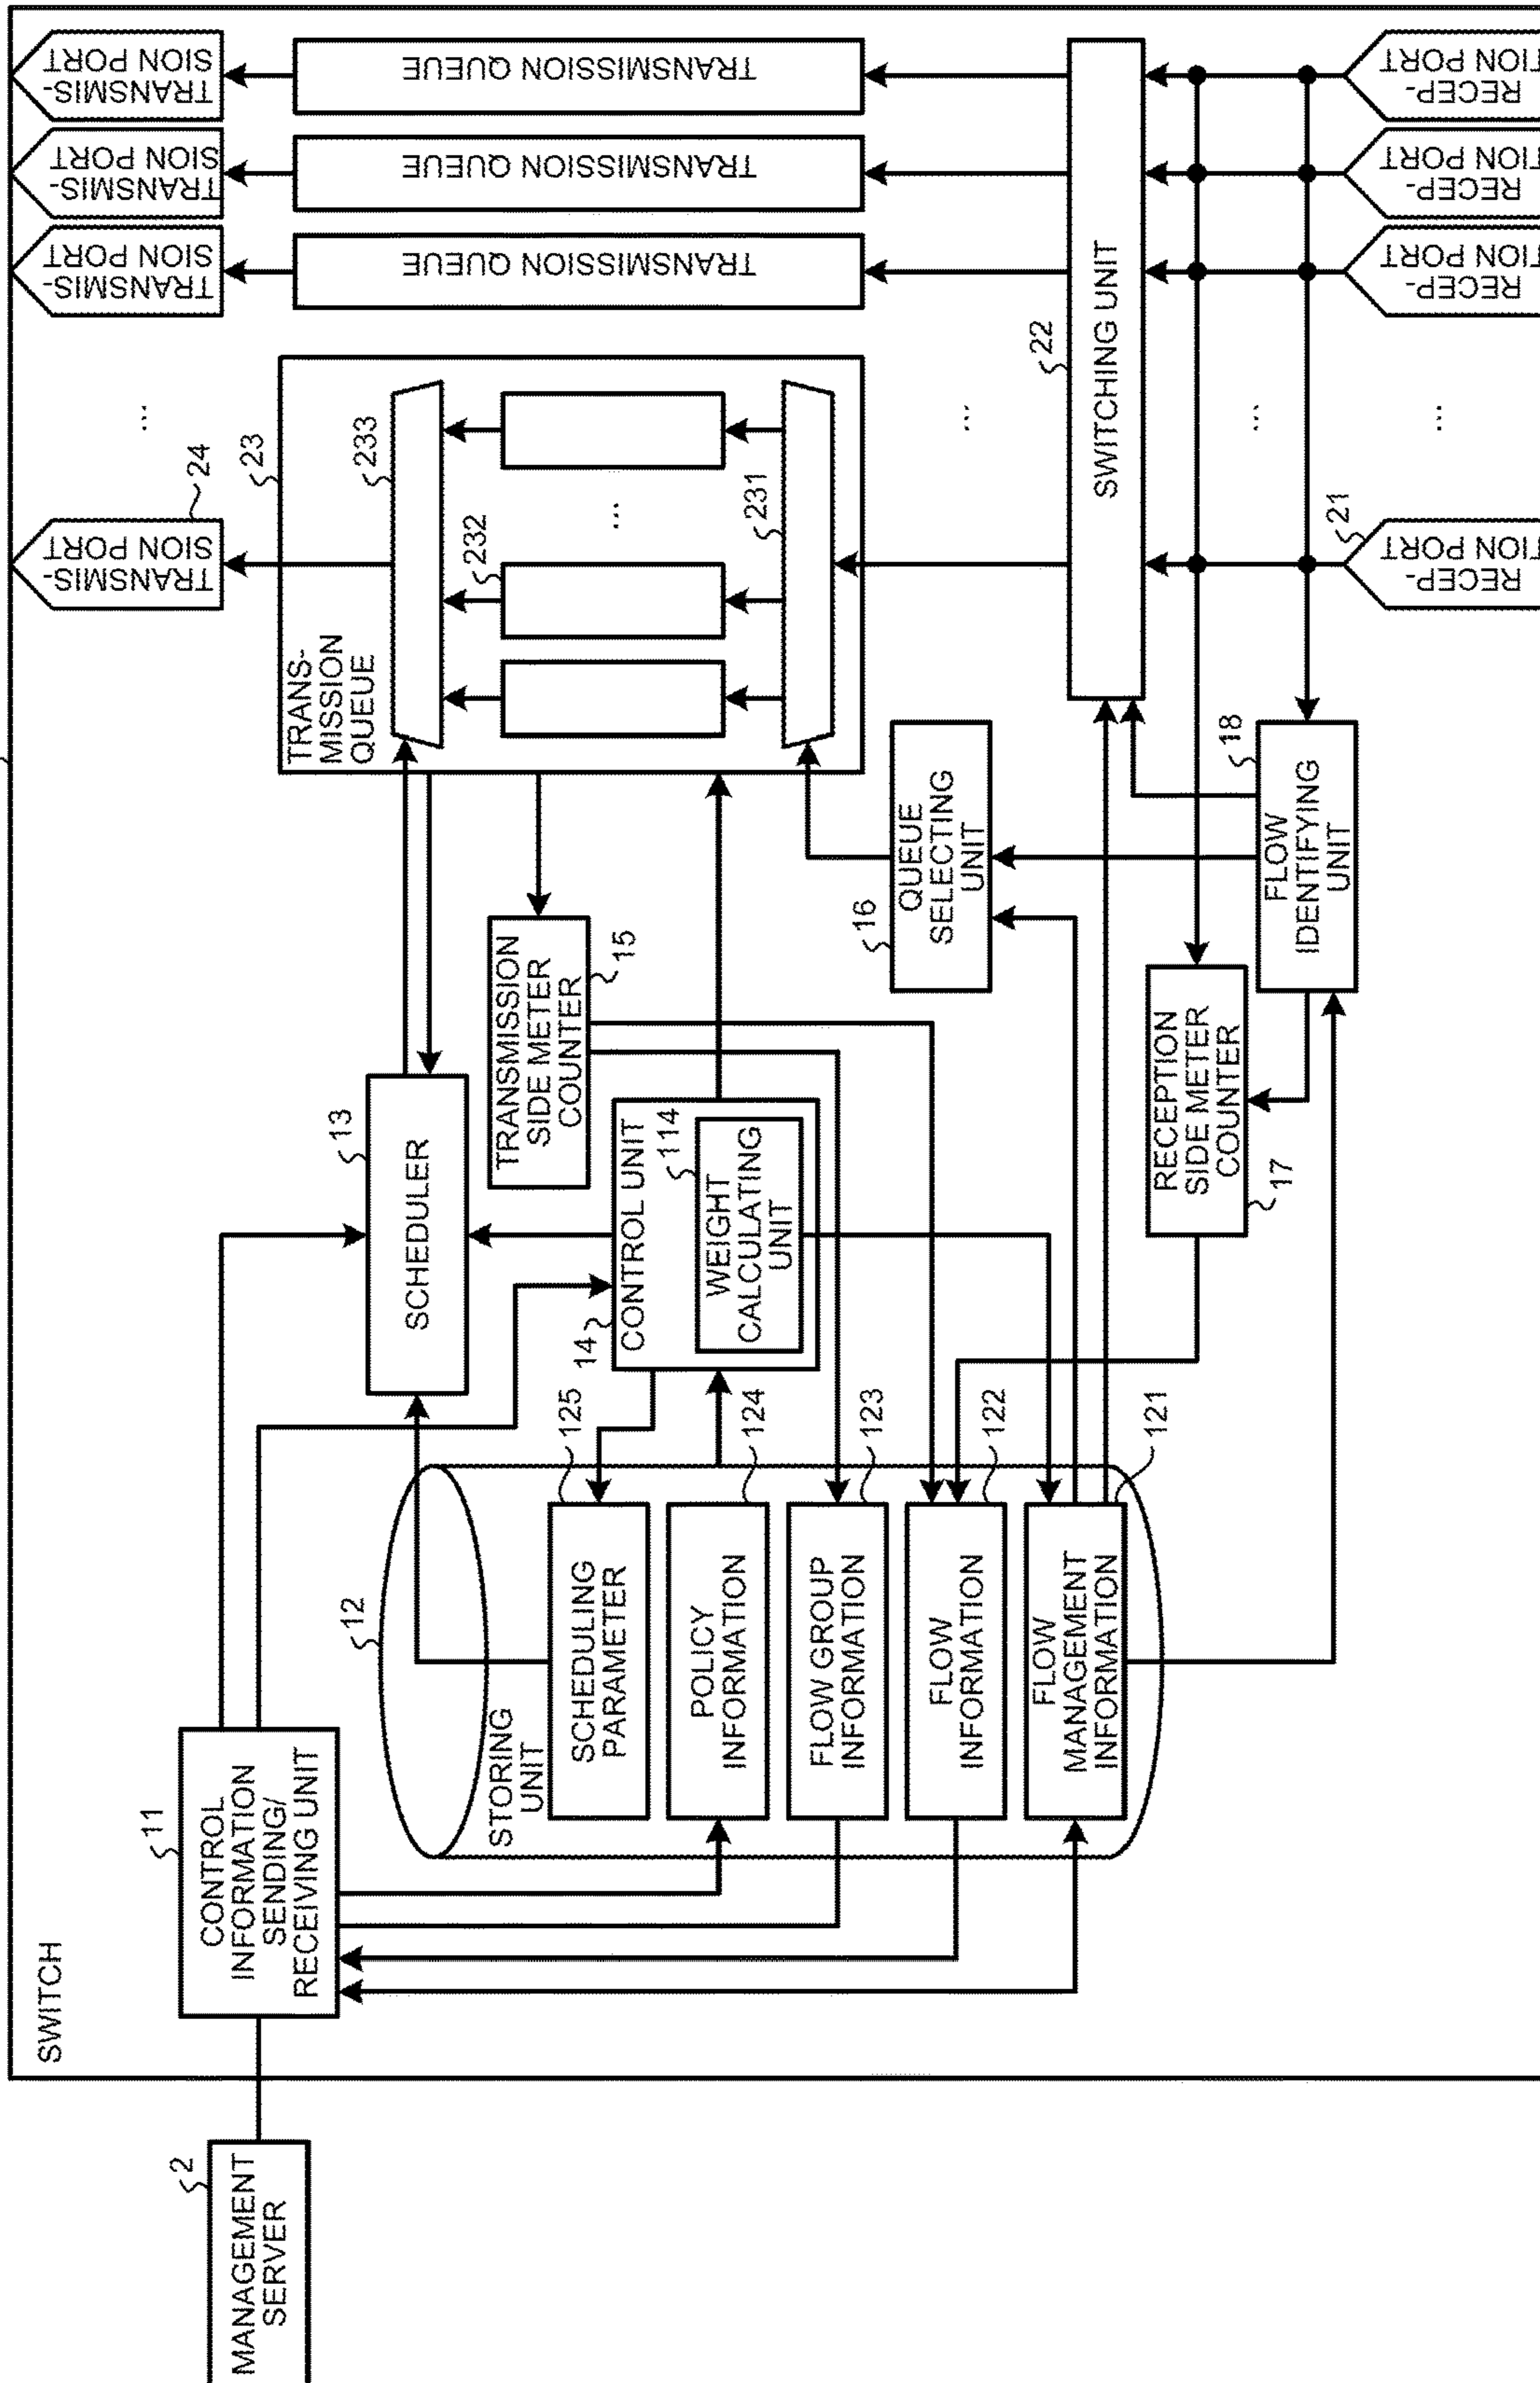 SWITCH
2
MANAGEMENT
SERVER
11
CONTROL
INFORMATION
SENDING/
RECEIVING UNIT
12
STORING
UNIT
SCHEDULING
PARAMETER
125
POLICY
INFORMATION
124
FLOW GROUP
INFORMATION
123
FLOW
INFORMATION
122
FLOW
MANAGEMENT
INFORMATION
121
13
SCHEDULER
14
CONTROL UNIT
114
WEIGHT
CALCULATING
UNIT
TRANSMISSION
SIDE METER
COUNTER
15
16
QUEUE
SELECTING
UNIT
RECEPTION
SIDE METER
COUNTER
17
18
FLOW
IDENTIFYING
UNIT
TRANS-
MISSION
QUEUE
23
233
232
...
231
24
TRANSMIS-
SION PORT
...
TRANSMIS-
SION PORT
TRANSMIS-
SION PORT
TRANSMIS-
SION PORT
TRANSMISSION QUEUE
TRANSMISSION QUEUE
TRANSMISSION QUEUE
...
22
SWITCHING UNIT
...
21
RECEP-
TION PORT
...
RECEP-
TION PORT
RECEP-
TION PORT
RECEP-
TION PORT